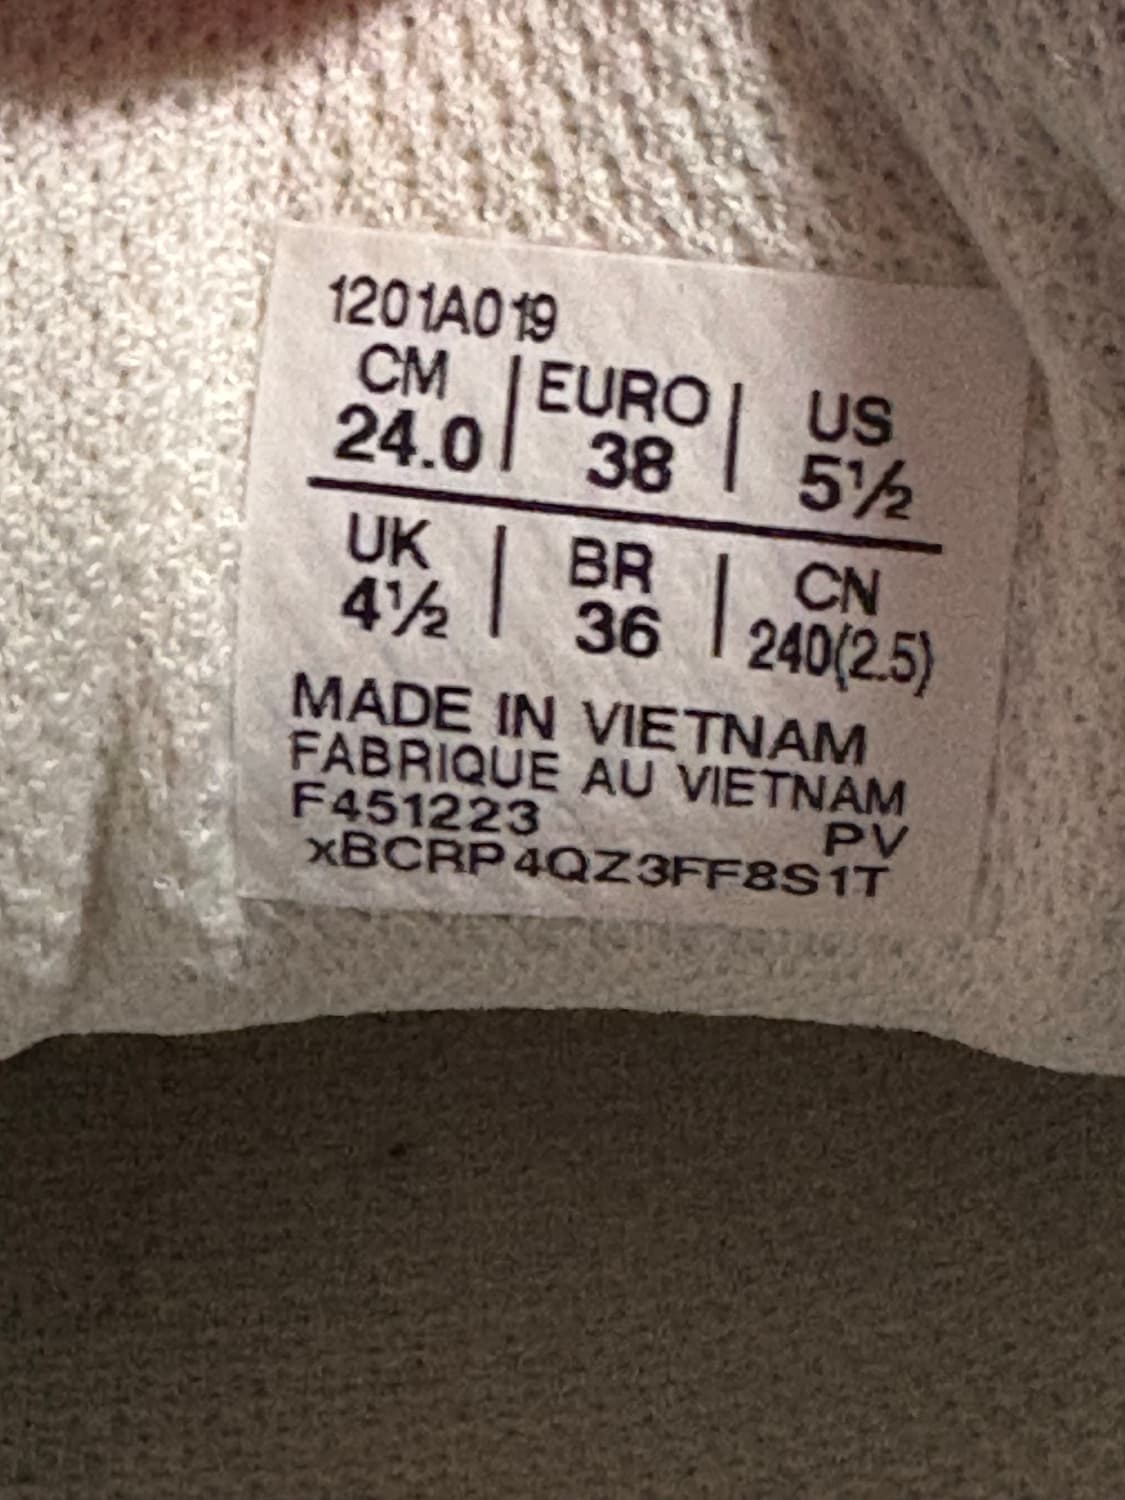 1201A019
CM | EURO | US
24.0 | 38 | 5½
UK | BR | CN
4½ | 36 | 240(2.5)
MADE IN VIETNAM
FABRIQUE AU VIETNAM
F451223 PV
xBCRP4QZ3FF8S1T